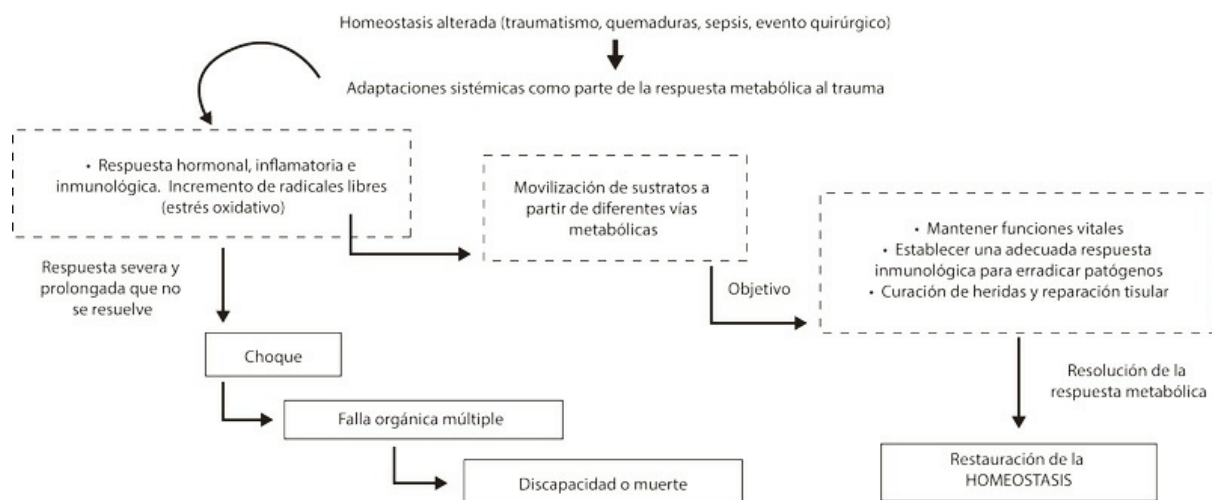 Homeostasis alterada (traumatismo, quemaduras, sepsis, evento quirúrgico)
Adaptaciones sistémicas como parte de la respuesta metabólica al trauma
• Respuesta hormonal, inflamatoria e
inmunológica. Incremento de radicales libres
(estrés oxidativo)
Movilización de sustratos a
partir de diferentes vías
metabólicas
• Mantener funciones vitales
• Establecer una adecuada respuesta
inmunológica para erradicar patógenos
• Curación de heridas y reparación tisular
Respuesta severa y
prolongada que no
se resuelve
Objetivo
Choque
Resolución de la
respuesta metabólica
Falla orgánica múltiple
Discapacidad o muerte
Restauración de la
HOMEOSTASIS